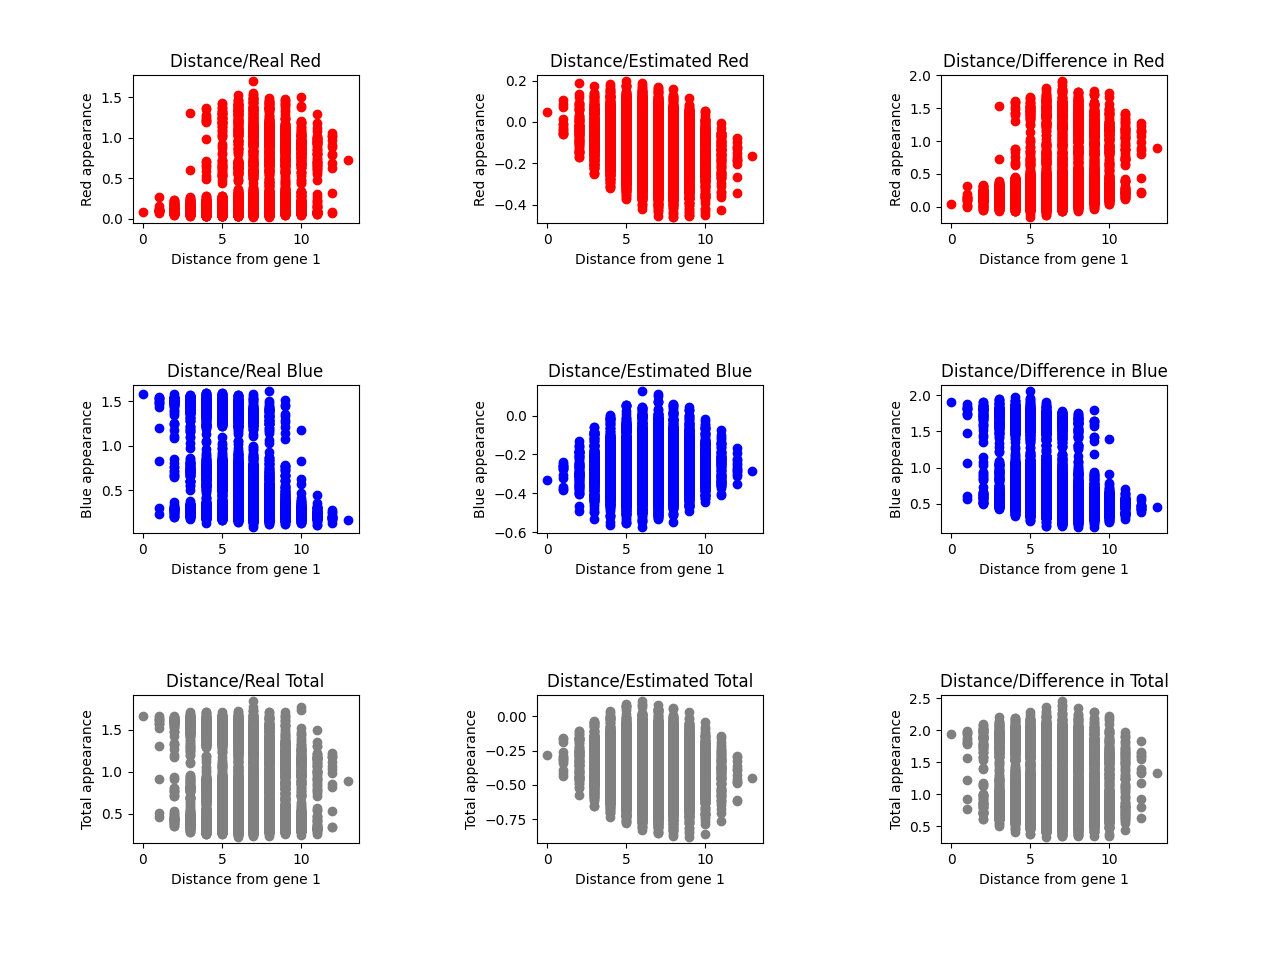 Distance/Real Red
Distance/Estimated Red
Distance/Difference in Red
Red appearance
1.5
1.0
0.5
0.0
0 5 10
Distance from gene 1
Red appearance
0.2
0.0
−0.2
−0.4
0 5 10
Distance from gene 1
Red appearance
2.0
1.5
1.0
0.5
0.0
0 5 10
Distance from gene 1
Distance/Real Blue
Distance/Estimated Blue
Distance/Difference in Blue
Blue appearance
1.5
1.0
0.5
0 5 10
Distance from gene 1
Blue appearance
0.0
−0.2
−0.4
−0.6
0 5 10
Distance from gene 1
Blue appearance
2.0
1.5
1.0
0.5
0 5 10
Distance from gene 1
Distance/Real Total
Distance/Estimated Total
Distance/Difference in Total
Total appearance
1.5
1.0
0.5
0 5 10
Distance from gene 1
Total appearance
0.00
−0.25
−0.50
−0.75
0 5 10
Distance from gene 1
Total appearance
2.5
2.0
1.5
1.0
0.5
0 5 10
Distance from gene 1